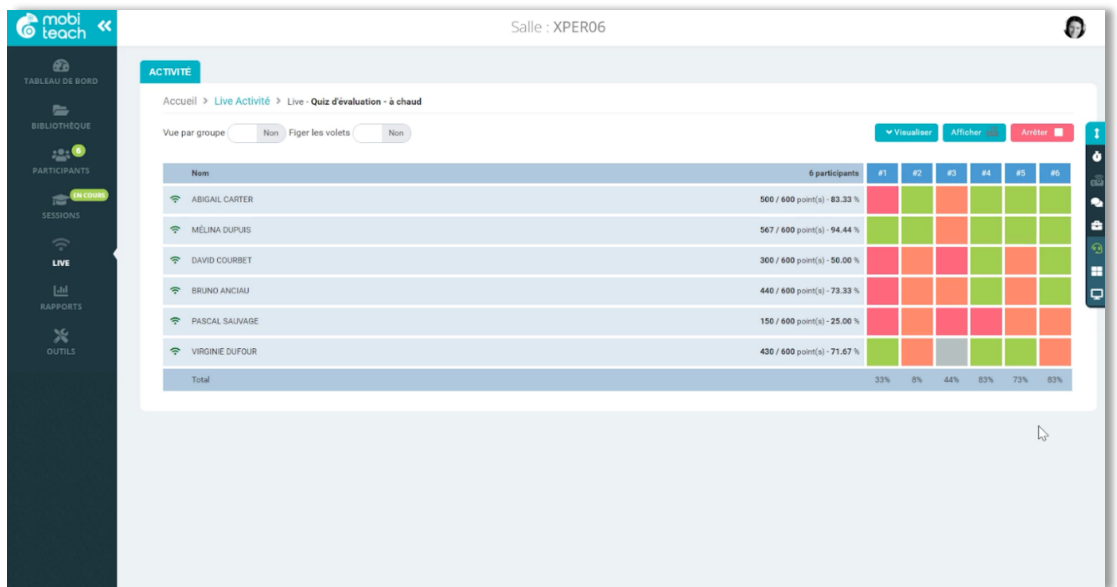 mobi
teach
Salle : XPER06
TABLEAU DE BORD
BIBLIOTHÈQUE
6
PARTICIPANTS
EN COURS
SESSIONS
LIVE
RAPPORTS
OUTILS
ACTIVITÉ
Accueil > Live Activité > Live - Quiz d'évaluation - à chaud
Vue par groupe Non Figer les volets Non Visualiser Afficher Arrêter
Nom 6 participants #1 #2 #3 #4 #5 #6
ABIGAIL CARTER 500 / 600 point(s) - 83.33 %
MÉLINA DUPUIS 567 / 600 point(s) - 94.44 %
DAVID COURBET 300 / 600 point(s) - 50.00 %
BRUNO ANCIAU 440 / 600 point(s) - 73.33 %
PASCAL SAUVAGE 150 / 600 point(s) - 25.00 %
VIRGINIE DUFOUR 430 / 600 point(s) - 71.67 %
Total 33% 8% 44% 83% 73% 83%